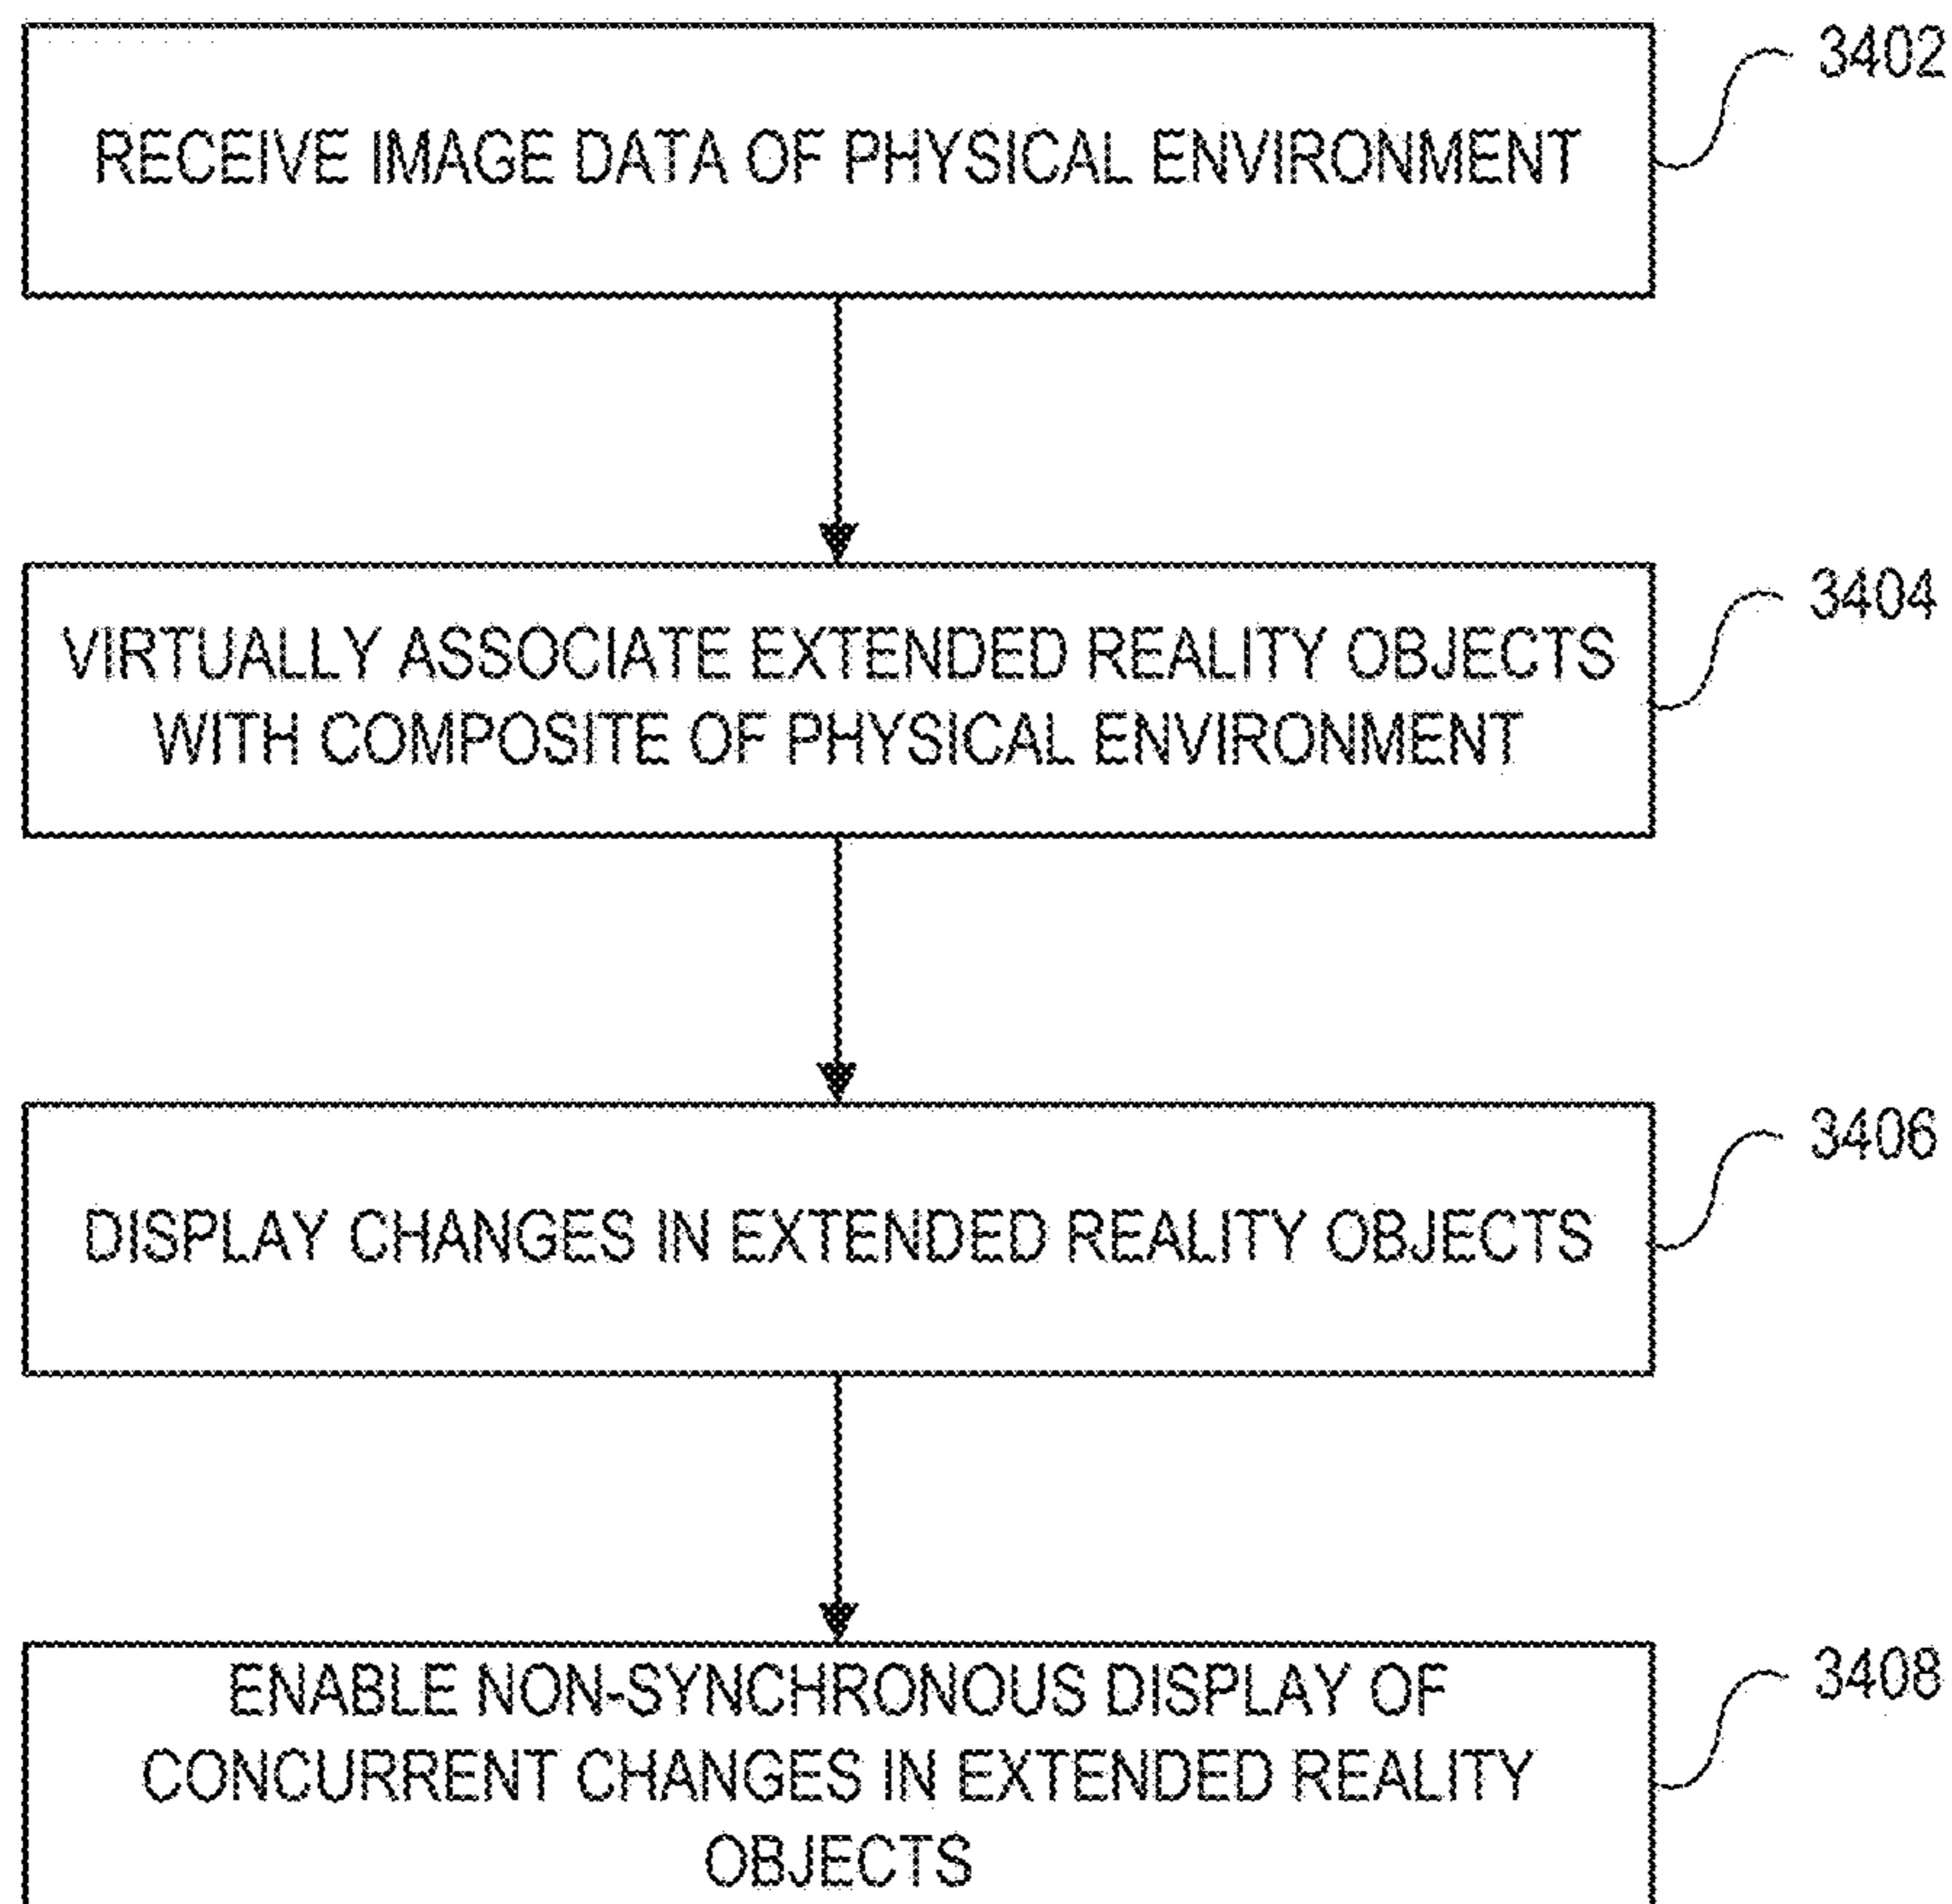 3402
RECEIVE IMAGE DATA OF PHYSICAL ENVIRONMENT
3404
VIRTUALLY ASSOCIATE EXTENDED REALITY OBJECTS
WITH COMPOSITE OF PHYSICAL ENVIRONMENT
3406
DISPLAY CHANGES IN EXTENDED REALITY OBJECTS
3408
ENABLE NON-SYNCHRONOUS DISPLAY OF
CONCURRENT CHANGES IN EXTENDED REALITY
OBJECTS